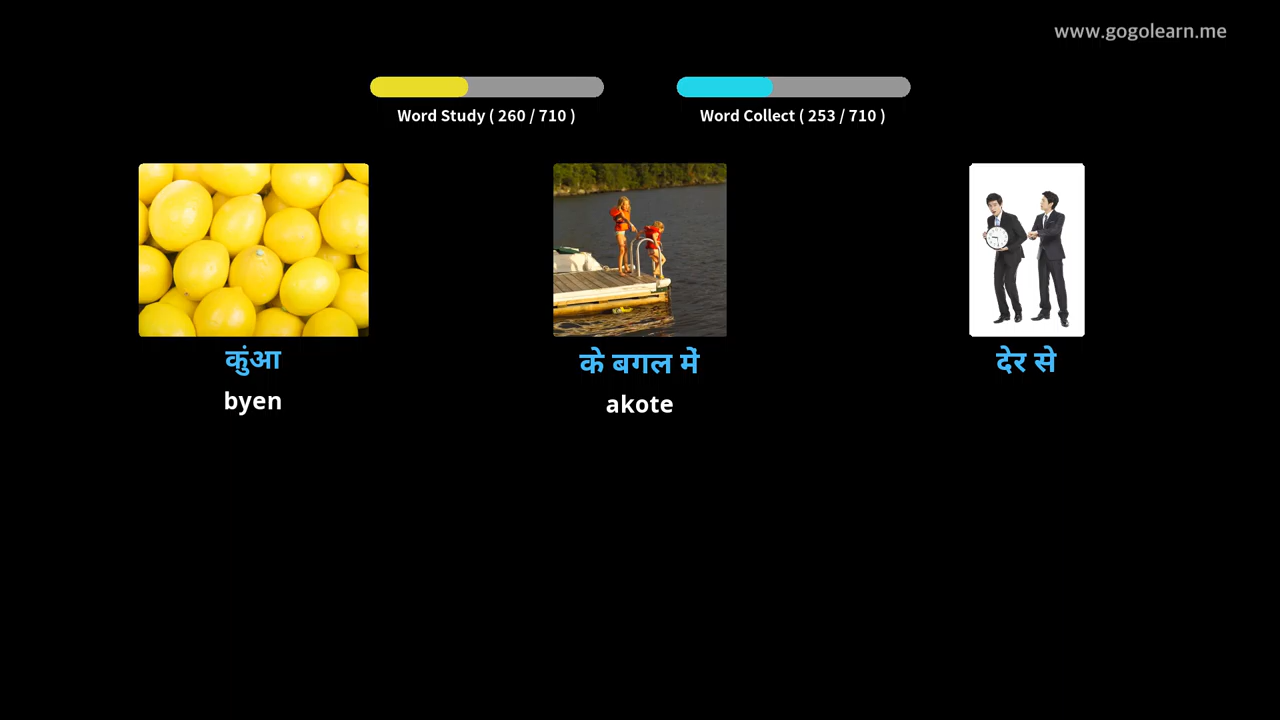 www.gogolearn.me
Word Study ( 260 / 710 )
Word Collect ( 253 / 710 )
कुंआ
byen
के बगल में
akote
देर से